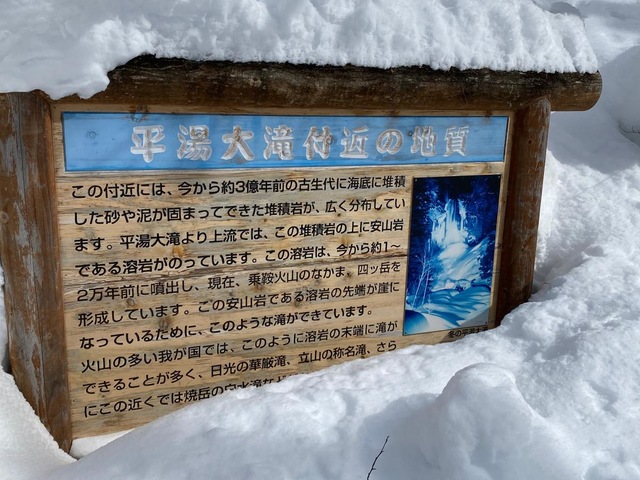 平湯大滝付近の地質
この付近には、今から約3億年前の古生代に海底に堆積
した砂や泥が固まってできた堆積岩が、広く分布してい
ます。平湯大滝より上流では、この堆積岩の上に安山岩
である溶岩がのっています。この溶岩は、今から約1〜
2万年前に噴出し、現在、乗鞍火山のなかま、四ッ岳を
形成しています。この安山岩である溶岩の先端が崖に
なっているために、このような滝ができています。
火山の多い我が国では、このように溶岩の末端に滝が
できることが多く、日光の華厳滝、立山の称名滝、さら
にこの近くでは焼岳の白水滝など
冬の平湯大滝